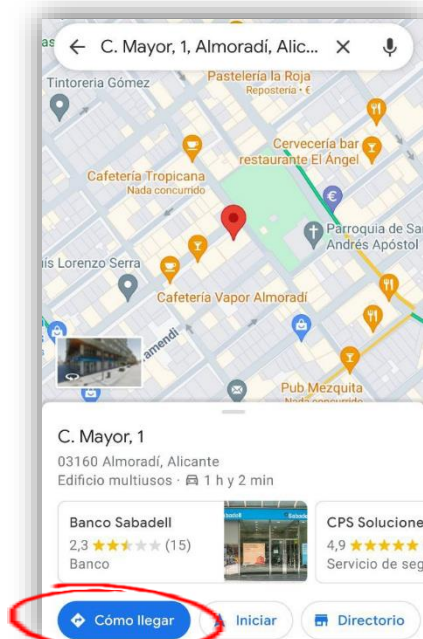 C. Mayor, 1, Almoradí, Alic...
Tintoreria Gómez
Pastelería la Roja
Repostería • €
Cervecería bar
restaurante El Ángel
Cafetería Tropicana
Nada concurrido
Parroquia de Sa
Andrés Apóstol
is Lorenzo Serra
Cafetería Vapor Almoradí
amendi
Pub Mezquita
C. Mayor, 1
03160 Almoradí, Alicante
Edificio multiusos · 1 h y 2 min
Banco Sabadell
2,3 (15)
Banco
CPS Solucione
4,9
Servicio de seg
Cómo llegar
Iniciar
Directorio